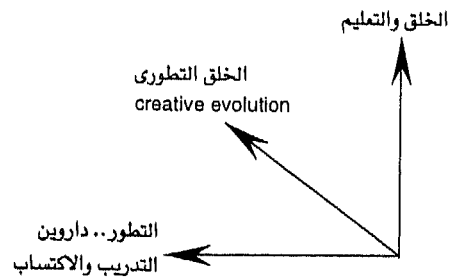 الخلق والتعليم
الخلق التطورى
creative evolution
التطور.. داروين
التدريب والاكتساب